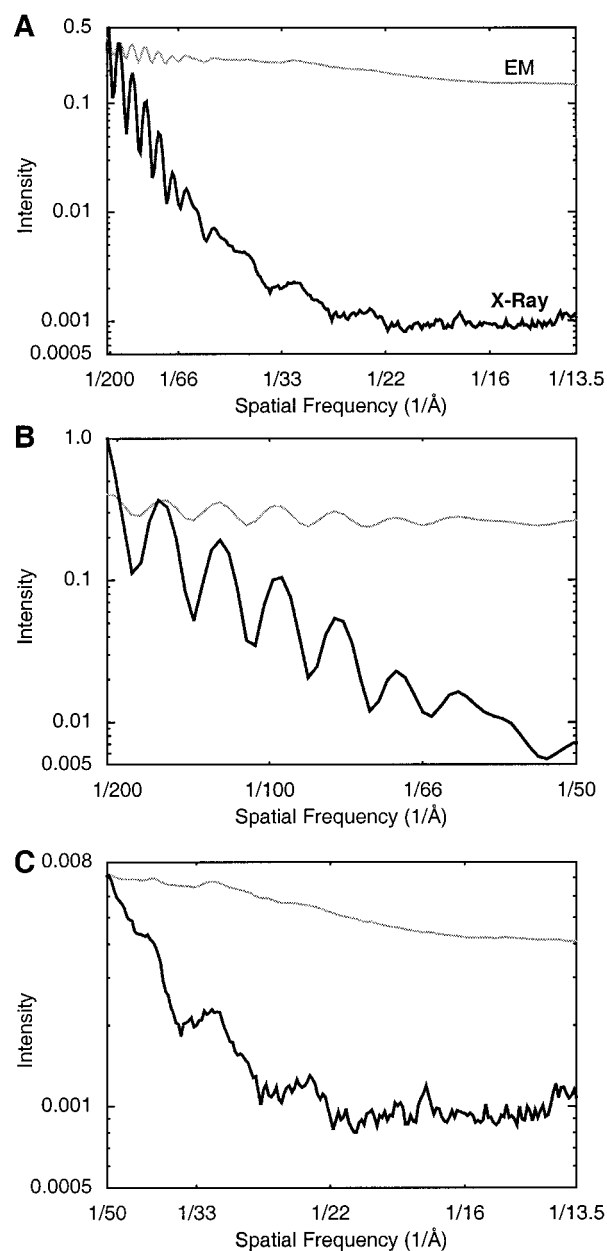 A
0.5
0.1
0.01
0.001
0.0005
Intensity
EM
X-Ray
1/200 1/66 1/33 1/22 1/16 1/13.5
Spatial Frequency (1/Å)
B
1.0
0.1
0.01
0.005
Intensity
1/200 1/100 1/66 1/50
Spatial Frequency (1/Å)
C
0.008
0.001
0.0005
Intensity
1/50 1/33 1/22 1/16 1/13.5
Spatial Frequency (1/Å)